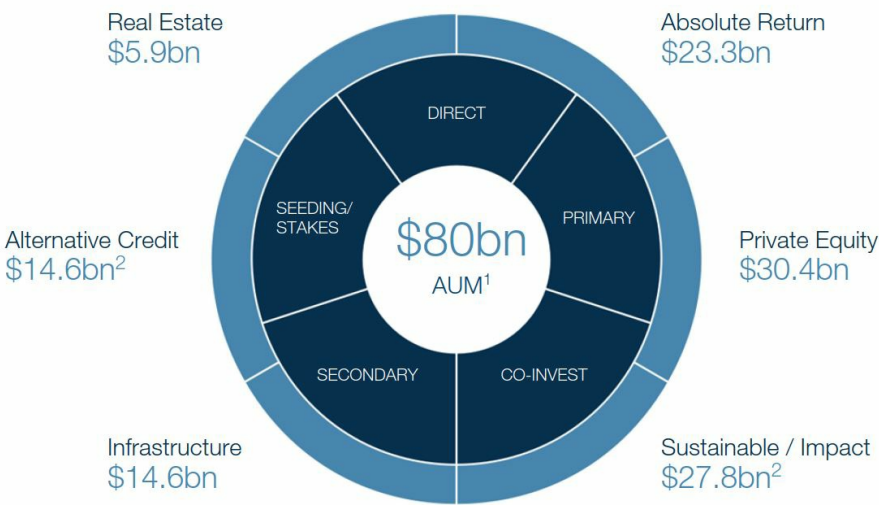 Real Estate
$5.9bn
Absolute Return
$23.3bn
DIRECT
SEEDING/
STAKES
PRIMARY
$80bn
AUM¹
Alternative Credit
$14.6bn²
Private Equity
$30.4bn
SECONDARY
CO-INVEST
Infrastructure
$14.6bn
Sustainable / Impact
$27.8bn²